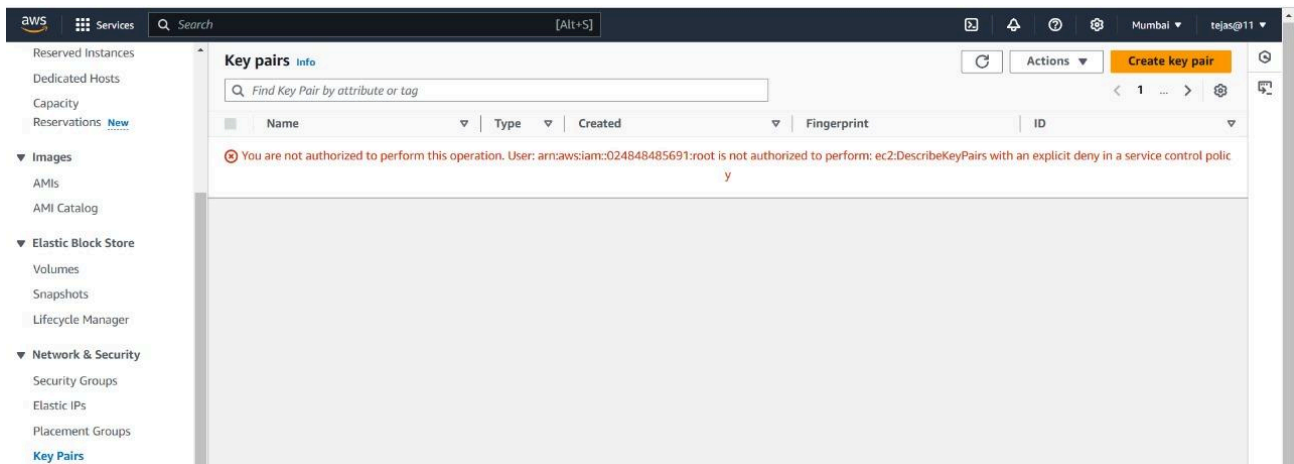 aws Services Search [Alt+S] Mumbai ▼ tejas@11 ▼
Reserved Instances
Dedicated Hosts
Capacity
Reservations New
▼ Images
AMIs
AMI Catalog
▼ Elastic Block Store
Volumes
Snapshots
Lifecycle Manager
▼ Network & Security
Security Groups
Elastic IPs
Placement Groups
Key Pairs
Key pairs Info
Actions ▼ Create key pair
Find Key Pair by attribute or tag
< 1 ... >
Name Type Created Fingerprint ID
You are not authorized to perform this operation. User: arn:aws:iam::024848485691:root is not authorized to perform: ec2:DescribeKeyPairs with an explicit deny in a service control polic
y